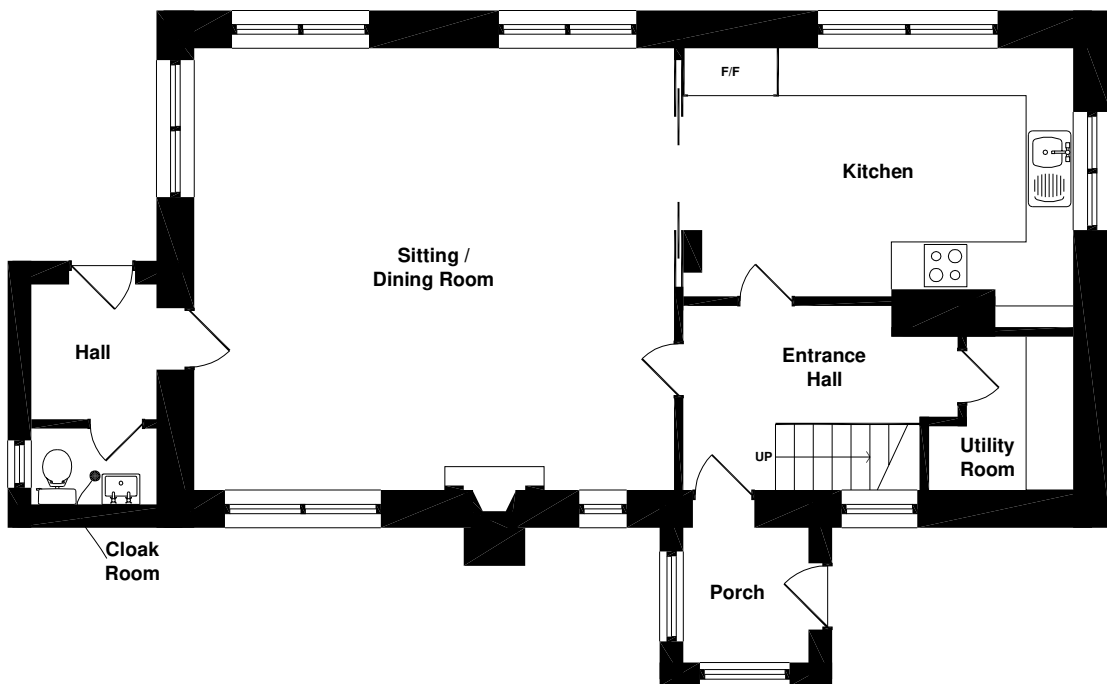 F/F
Kitchen
Sitting /
Dining Room
Hall
Entrance
Hall
UP
Utility
Room
Cloak
Room
Porch